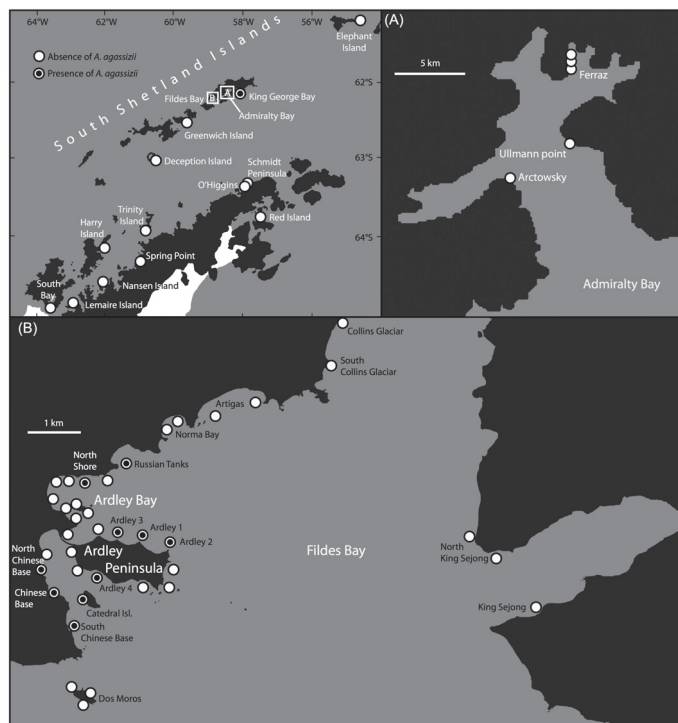 64°W 62°W 60°W 58°W 56°W
Absence of A. agassizii
Presence of A. agassizii
South Shetland Islands
Elephant
Island
62°S
63°S
64°S
Fildes Bay
B
A
King George Bay
Admiralty Bay
Greenwich Island
Deception Island
Schmidt
Peninsula
O'Higgins
Trinity
Island
Red Island
Harry
Island
Spring Point
South
Bay
Nansen Island
Lemaire Island
64°W 62°W 60°W 58°W
(A)
5 km
Ferraz
Ullmann point
Arctowsky
Admiralty Bay
(B)
Collins Glaciar
South
Collins Glaciar
1 km
Artigas
Norma Bay
North
Shore
Russian Tanks
Ardley Bay
Ardley 3
Ardley 1
Ardley 2
North
Chinese
Base
Ardley
Peninsula
Fildes Bay
North
King Sejong
Ardley 4
Chinese
Base
Catedral Isl.
King Sejong
South
Chinese Base
Dos Moros